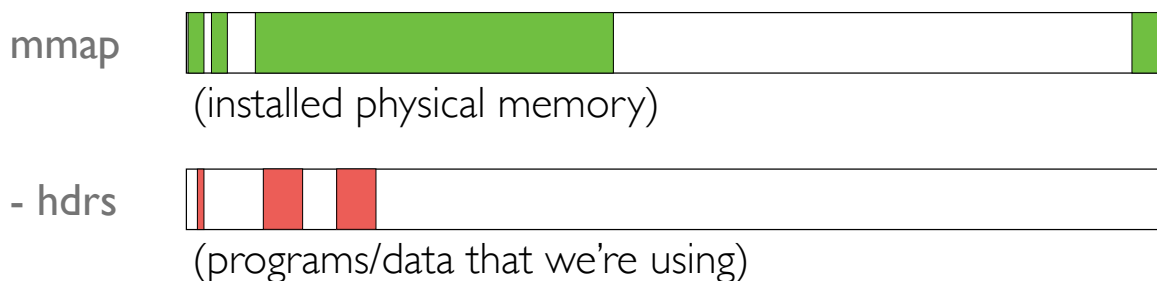 mmap
(installed physical memory)
- hdrs
(programs/data that we're using)